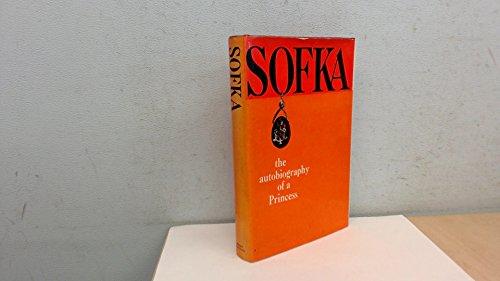 SOFKA
SOFKA
the
autobiography
of a
Princess